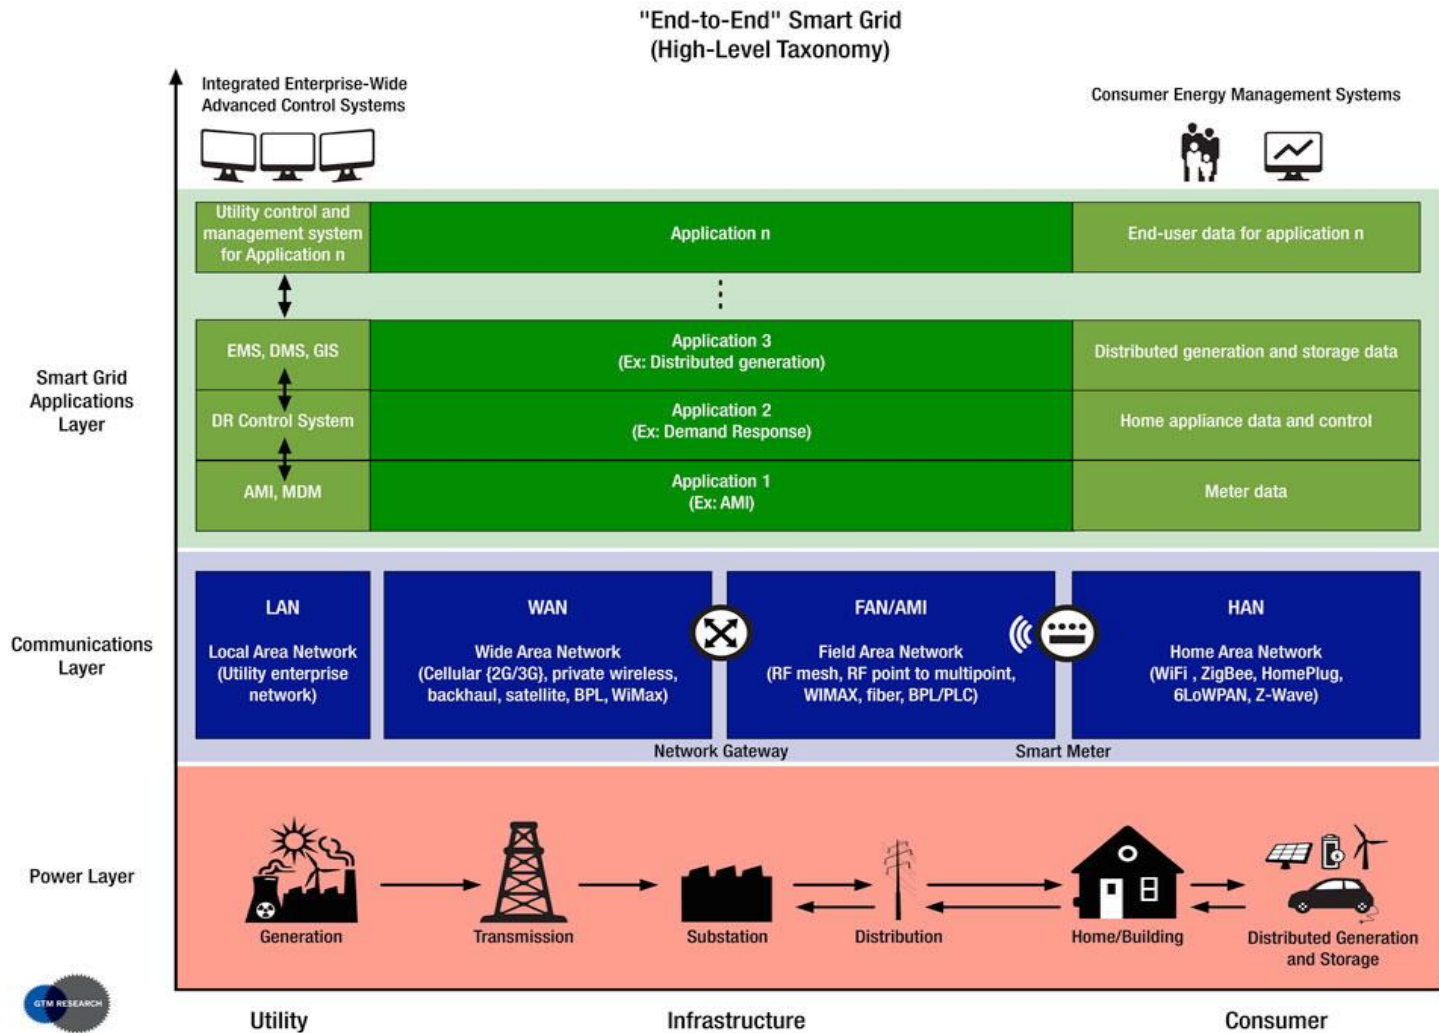 "End-to-End" Smart Grid
(High-Level Taxonomy)
Integrated Enterprise-Wide
Advanced Control Systems
Consumer Energy Management Systems
Utility control and
management system
for Application n
Application n
End-user data for application n
Smart Grid
Applications
Layer
EMS, DMS, GIS
Application 3
(Ex: Distributed generation)
Distributed generation and storage data
DR Control System
Application 2
(Ex: Demand Response)
Home appliance data and control
AMI, MDM
Application 1
(Ex: AMI)
Meter data
Communications
Layer
LAN
Local Area Network
(Utility enterprise
network)
WAN
Wide Area Network
(Cellular {2G/3G}, private wireless,
backhaul, satellite, BPL, WiMax)
FAN/AMI
Field Area Network
(RF mesh, RF point to multipoint,
WIMAX, fiber, BPL/PLC)
HAN
Home Area Network
(WiFi , ZigBee, HomePlug,
6LoWPAN, Z-Wave)
Network Gateway
Smart Meter
Power Layer
Generation
Transmission
Substation
Distribution
Home/Building
Distributed Generation
and Storage
GTM RESEARCH
Utility
Infrastructure
Consumer